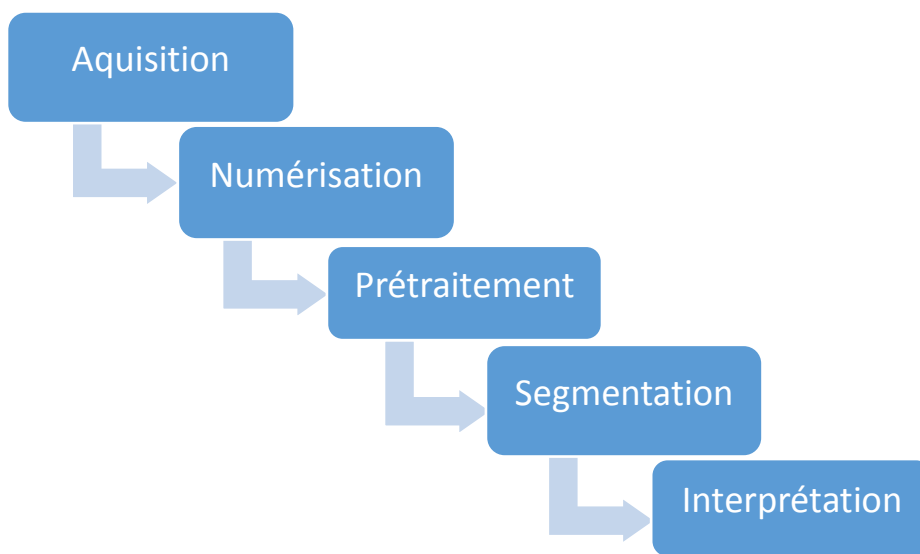 Aquisition
Numérisation
Prétraitement
Segmentation
Interprétation